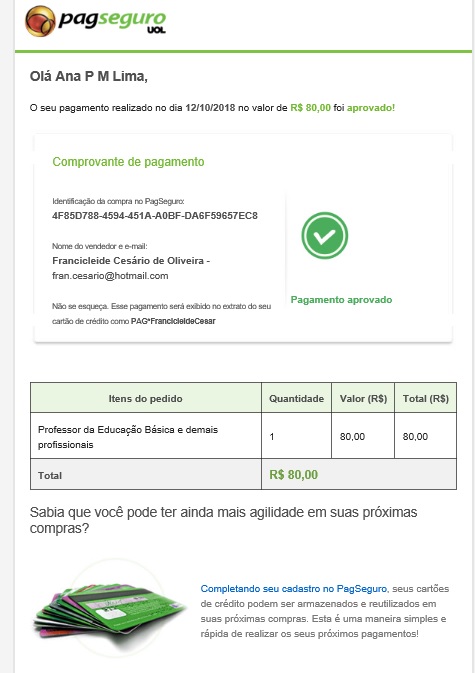 pagseguro
UOL
Olá Ana P M Lima,
O seu pagamento realizado no dia 12/10/2018 no valor de R$ 80,00 foi aprovado!
Comprovante de pagamento
Identificação da compra no PagSeguro:
4F85D788-4594-451A-A0BF-DA6F59657EC8
Nome do vendedor e e-mail:
Francicleide Cesário de Oliveira -
fran.cesario@hotmail.com
Não se esqueça. Esse pagamento será exibido no extrato do seu
cartão de crédito como PAG*FrancicleideCesar
Pagamento aprovado
Itens do pedido Quantidade Valor (R$) Total (R$)
Professor da Educação Básica e demais
profissionais 1 80,00 80,00
Total R$ 80,00
Sabia que você pode ter ainda mais agilidade em suas próximas
compras?
Completando seu cadastro no PagSeguro, seus cartões
de crédito podem ser armazenados e reutilizados em
suas próximas compras. Esta é uma maneira simples e
rápida de realizar os seus próximos pagamentos!